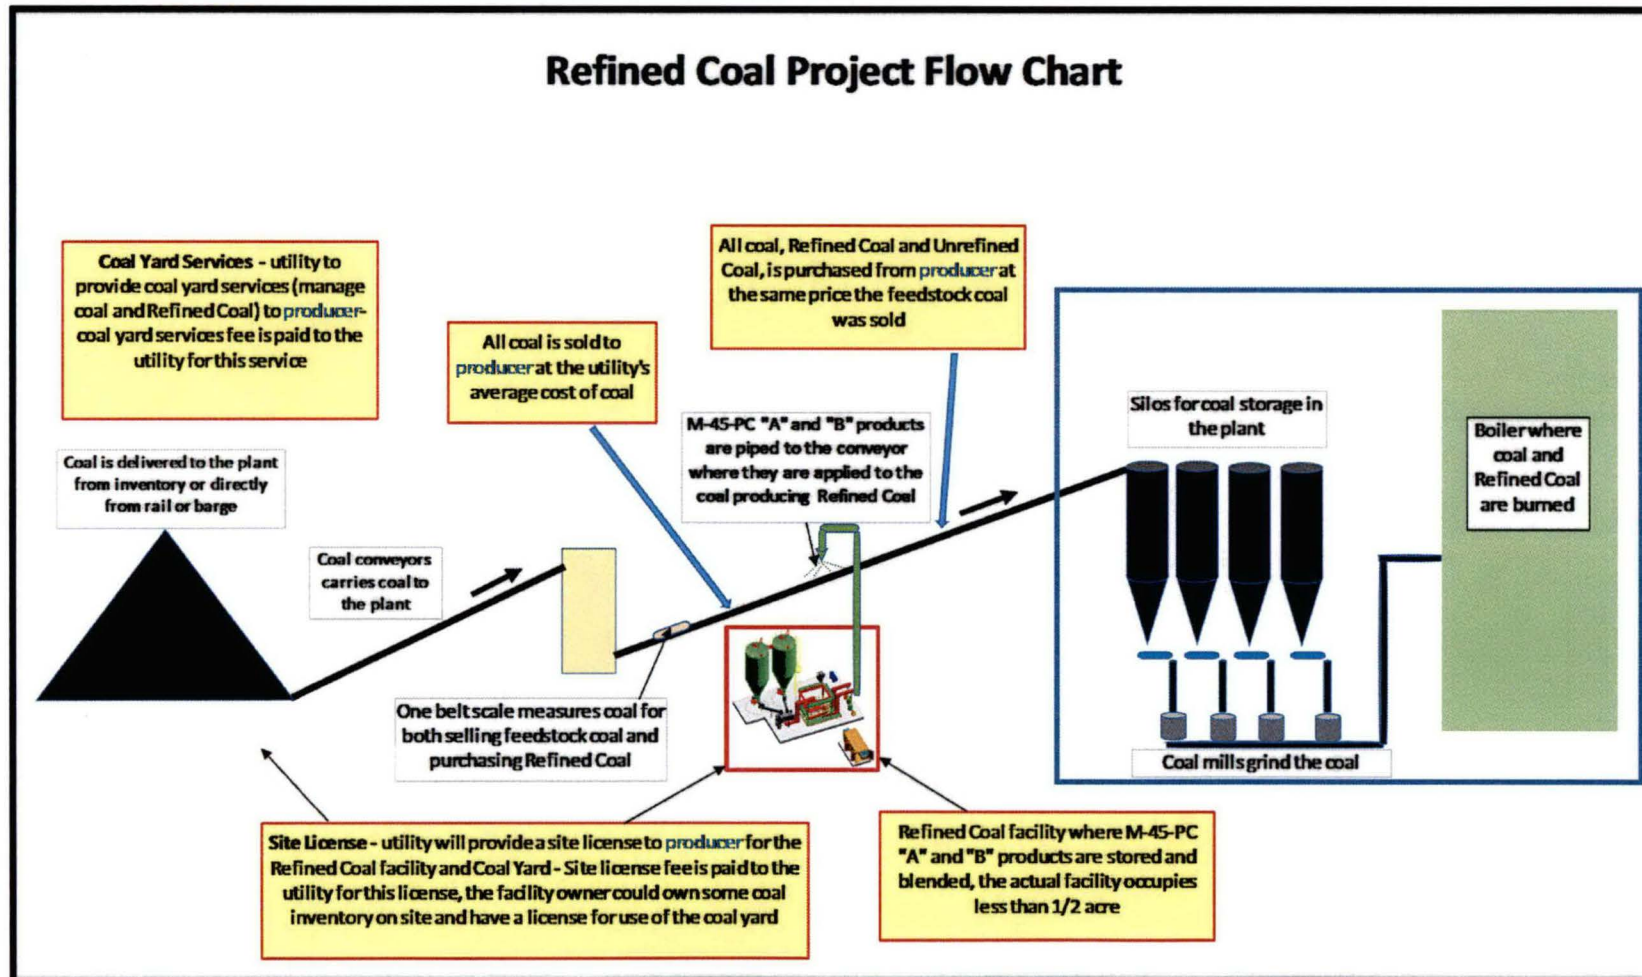 Refined Coal Project Flow Chart
Coal Yard Services - utility to
provide coal yard services (manage
coal and Refined Coal) to producer-
coal yard services fee is paid to the
utility for this service
All coal is sold to
producer at the utility's
average cost of coal
All coal, Refined Coal and Unrefined
Coal, is purchased from producer at
the same price the feedstock coal
was sold
Coal is delivered to the plant
from inventory or directly
from rail or barge
Coal conveyors
carries coal to
the plant
M-45-PC "A" and "B" products
are piped to the conveyor
where they are applied to the
coal producing Refined Coal
Silos for coal storage in
the plant
Boiler where
coal and
Refined Coal
are burned
One belt scale measures coal for
both selling feedstock coal and
purchasing Refined Coal
Coal mills grind the coal
Site License - utility will provide a site license to producer for the
Refined Coal facility and Coal Yard - Site license fee is paid to the
utility for this license, the facility owner could own some coal
inventory on site and have a license for use of the coal yard
Refined Coal facility where M-45-PC
"A" and "B" products are stored and
blended, the actual facility occupies
less than 1/2 acre